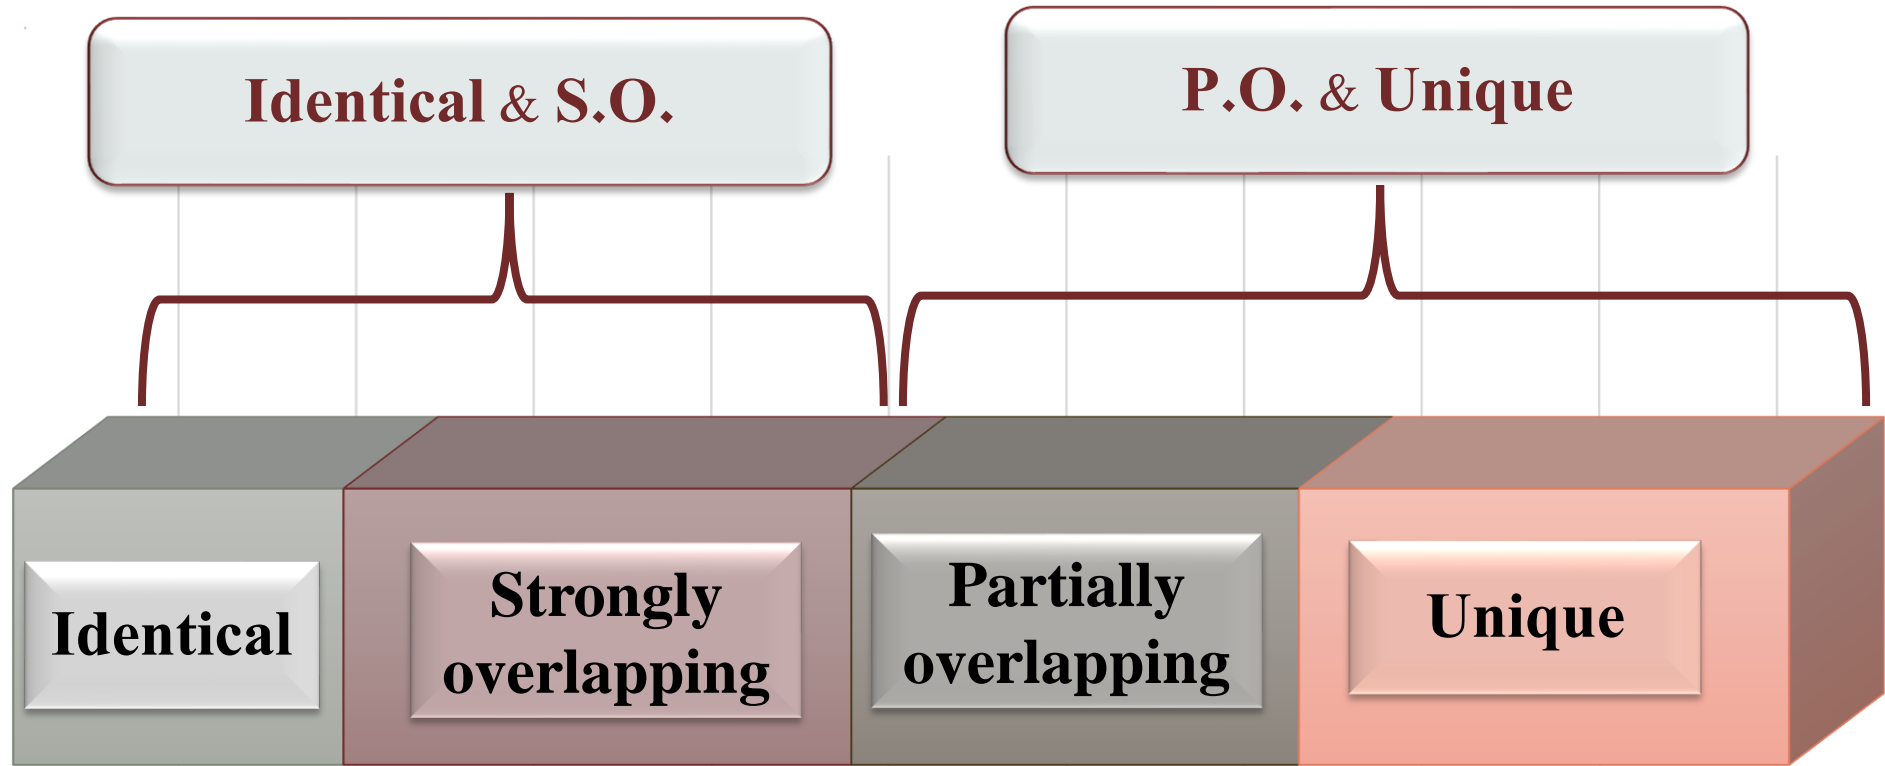 Identical & S.O.
P.O. & Unique
Identical
Strongly
overlapping
Partially
overlapping
Unique